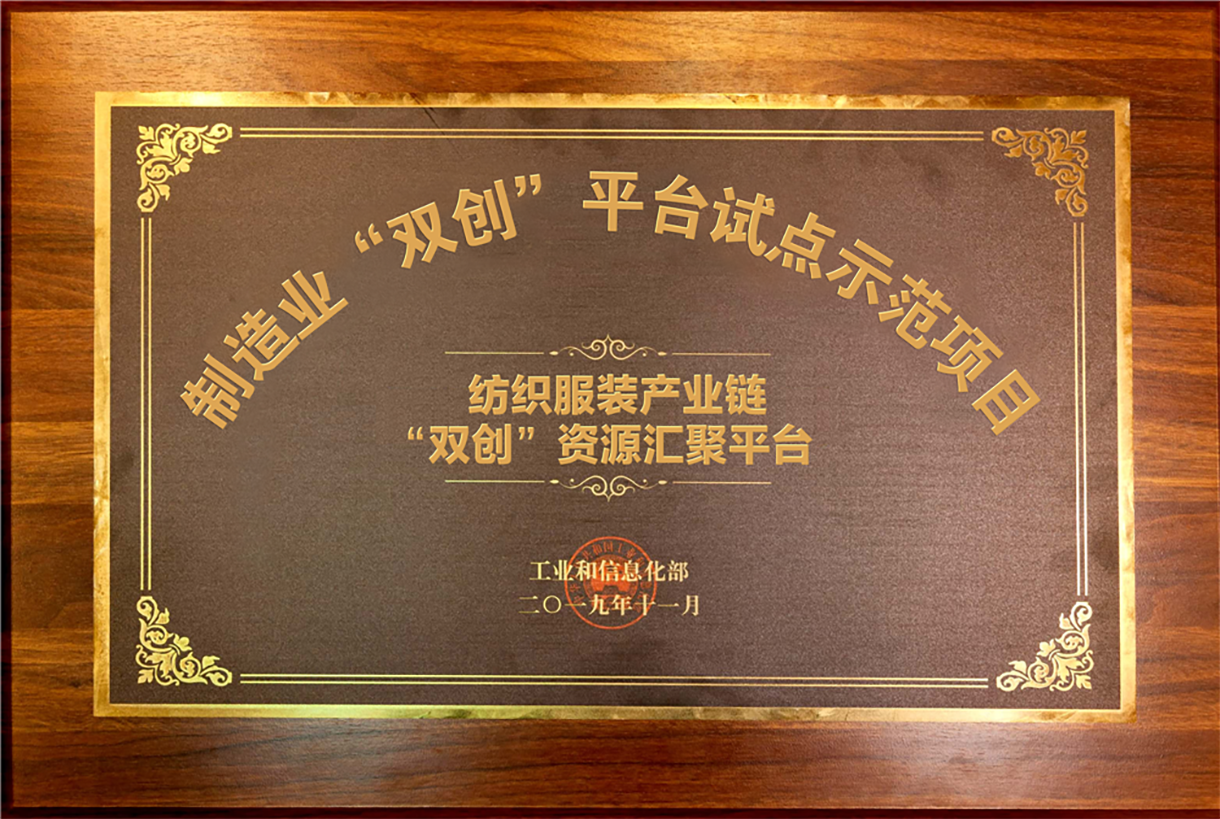 制造业“双创”平台试点示范项目
纺织服装产业链
“双创”资源汇聚平台
工业和信息化部
二〇一九年十一月